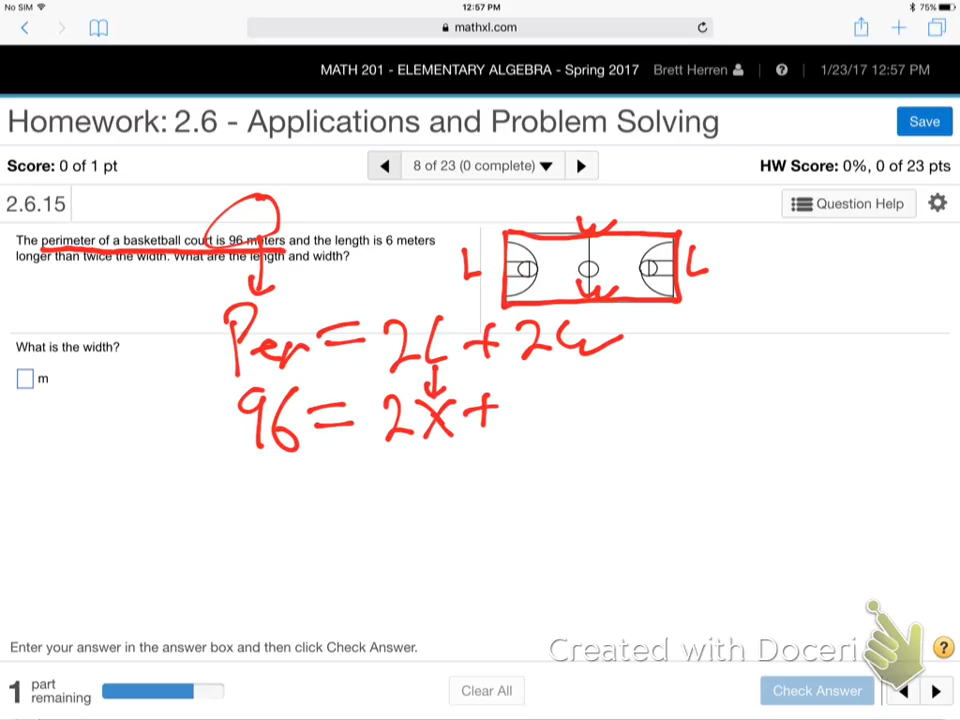 No SIM 12:57 PM 75%
mathxl.com
MATH 201 - ELEMENTARY ALGEBRA - Spring 2017 Brett Herren ? 1/23/17 12:57 PM
Homework: 2.6 - Applications and Problem Solving Save
Score: 0 of 1 pt 8 of 23 (0 complete) HW Score: 0%, 0 of 23 pts
2.6.15 Question Help
The perimeter of a basketball court is 96 meters and the length is 6 meters
longer than twice the width. What are the length and width?
W
L L
W
Per = 2L + 2W
What is the width?
m
96 = 2x +
Enter your answer in the answer box and then click Check Answer.
Created with Doceri
?
1 part remaining Clear All Check Answer